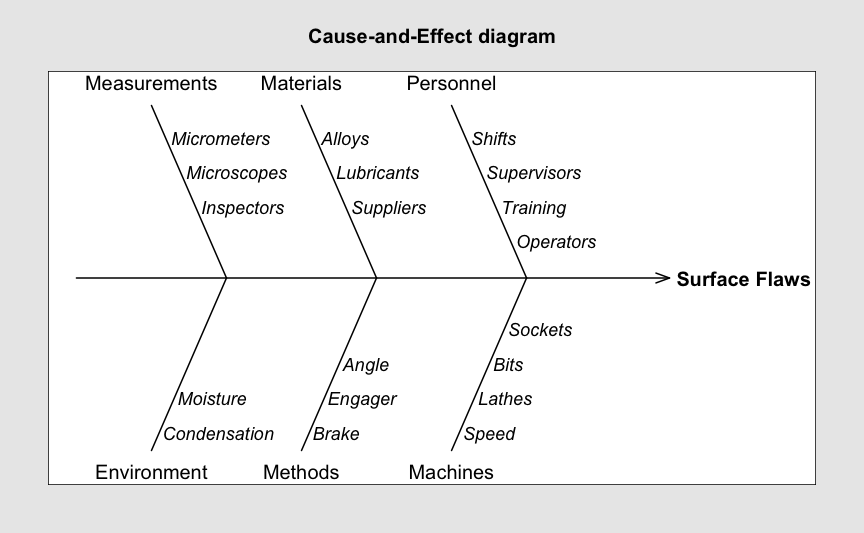 Cause-and-Effect diagram
Measurements
Materials
Personnel
Micrometers
Alloys
Shifts
Microscopes
Lubricants
Supervisors
Inspectors
Suppliers
Training
Operators
Surface Flaws
Sockets
Angle
Bits
Moisture
Engager
Lathes
Condensation
Brake
Speed
Environment
Methods
Machines